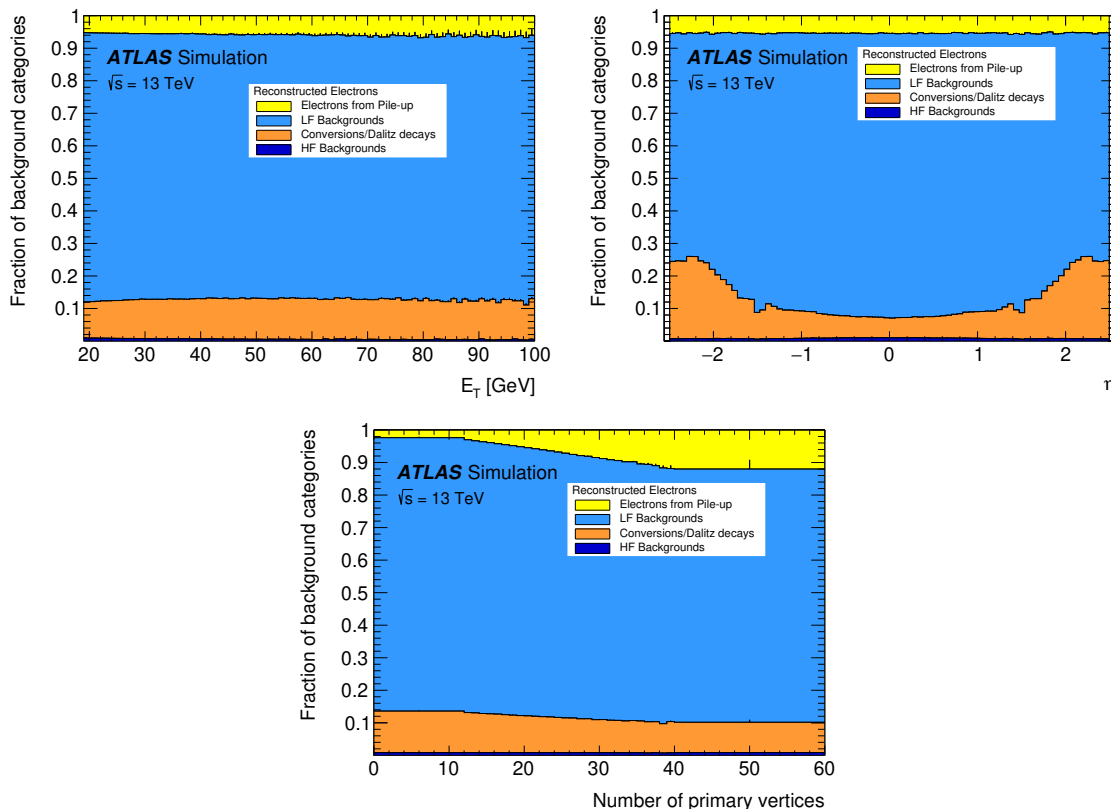 Fraction of background categories
1
0.9
0.8
0.7
0.6
0.5
0.4
0.3
0.2
0.1
ATLAS Simulation
√s = 13 TeV
Reconstructed Electrons
Electrons from Pile-up
LF Backgrounds
Conversions/Dalitz decays
HF Backgrounds
20 30 40 50 60 70 80 90 100
E_T [GeV]
Fraction of background categories
1
0.9
0.8
0.7
0.6
0.5
0.4
0.3
0.2
0.1
ATLAS Simulation
√s = 13 TeV
Reconstructed Electrons
Electrons from Pile-up
LF Backgrounds
Conversions/Dalitz decays
HF Backgrounds
−2 −1 0 1 2
Fraction of background categories
1
0.9
0.8
0.7
0.6
0.5
0.4
0.3
0.2
0.1
ATLAS Simulation
√s = 13 TeV
Reconstructed Electrons
Electrons from Pile-up
LF Backgrounds
Conversions/Dalitz decays
HF Backgrounds
0 10 20 30 40 50 60
Number of primary vertices